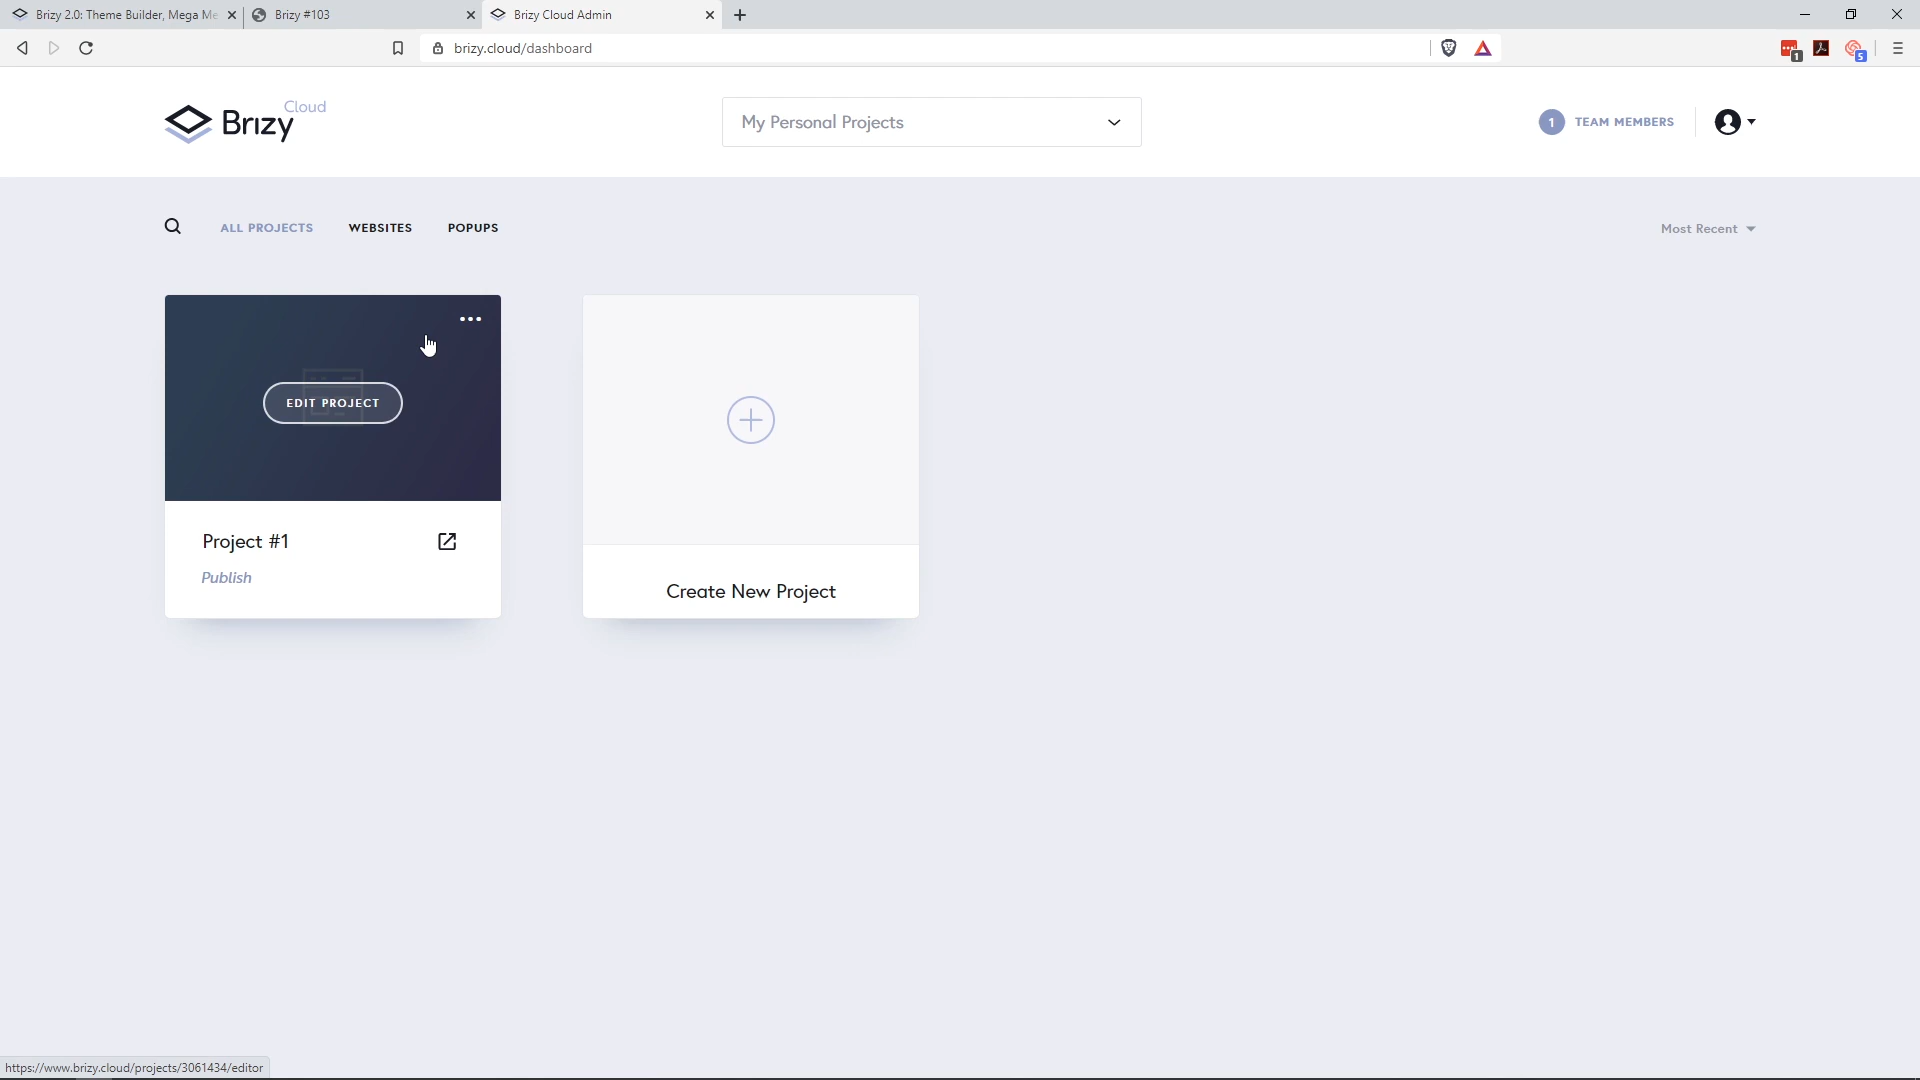 Brizy 2.0: Theme Builder, Mega Me
Brizy #103
Brizy Cloud Admin
brizy.cloud/dashboard
1
5
Brizy Cloud
My Personal Projects
1 TEAM MEMBERS
ALL PROJECTS
WEBSITES
POPUPS
Most Recent
EDIT PROJECT
Project #1
Publish
Create New Project
https://www.brizy.cloud/projects/3061434/editor